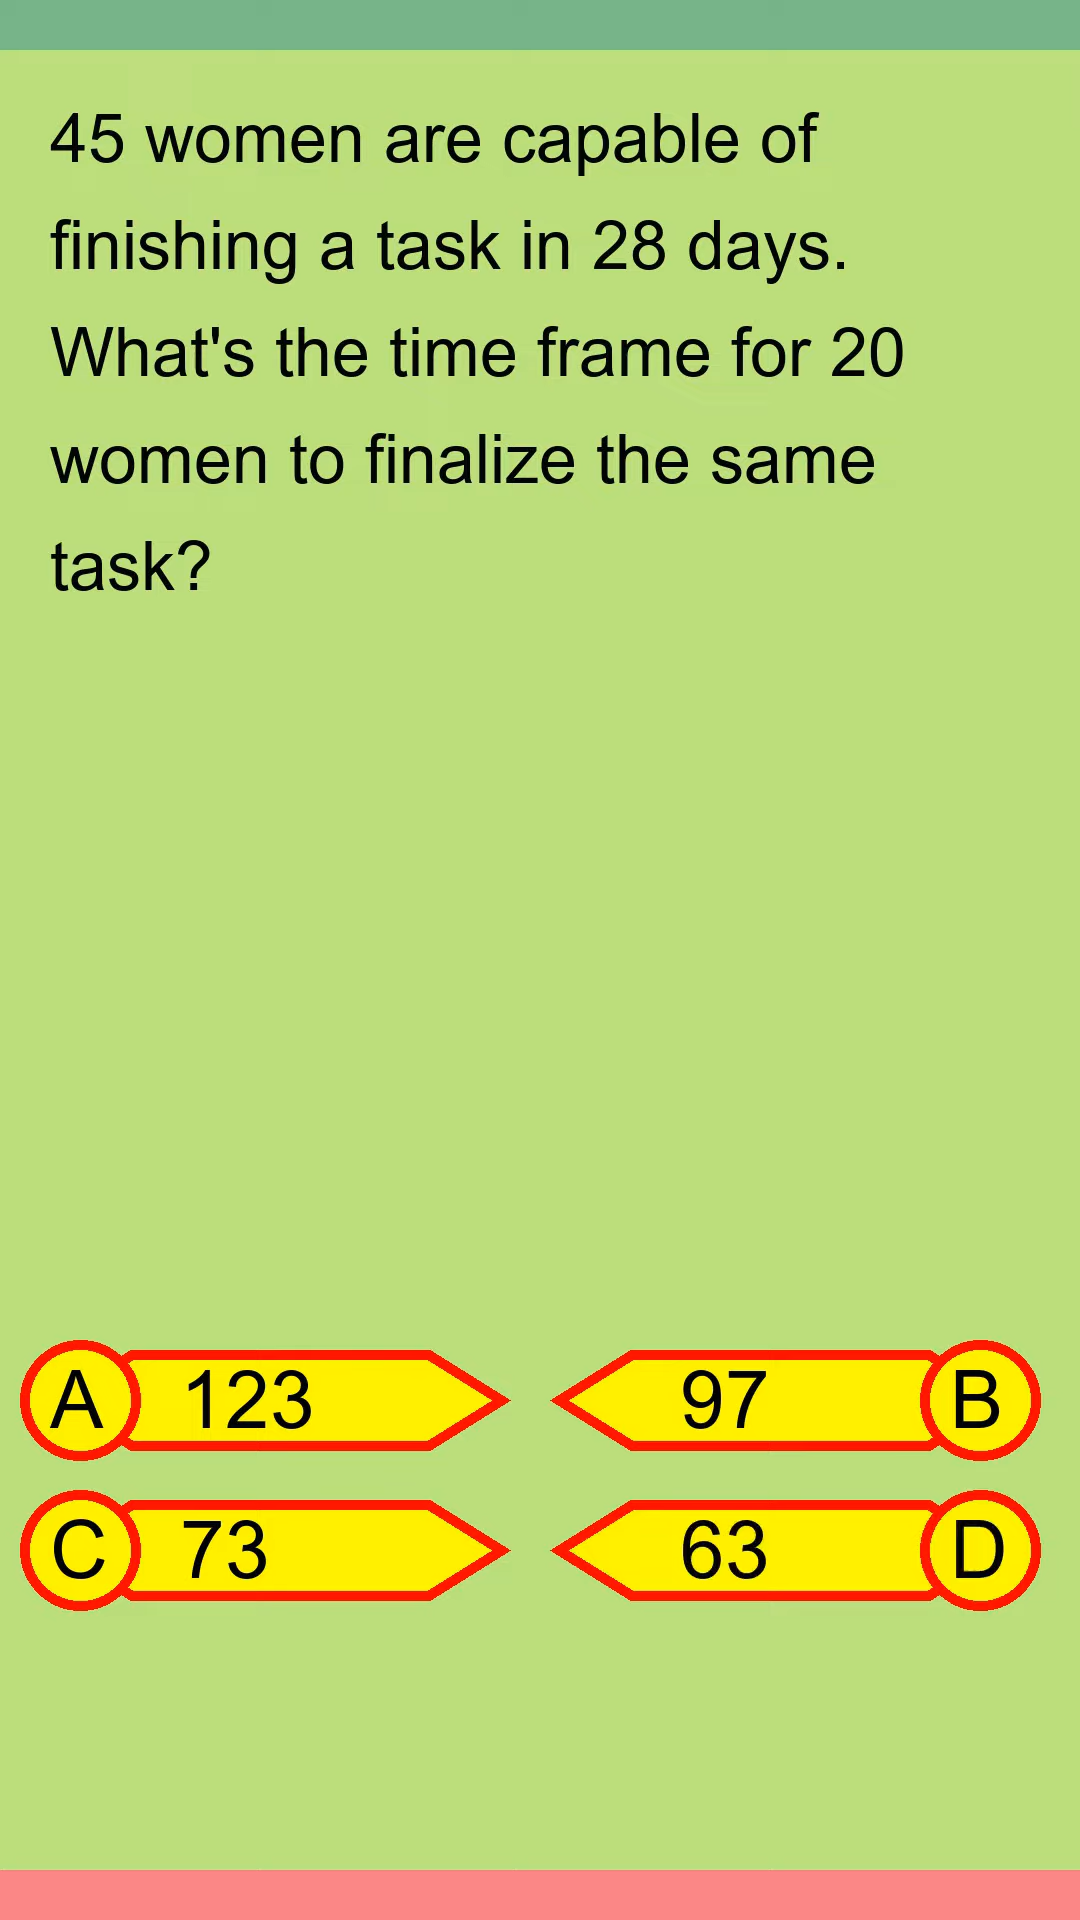 45 women are capable of
finishing a task in 28 days.
What's the time frame for 20
women to finalize the same
task?
A 123
97 B
C 73
63 D